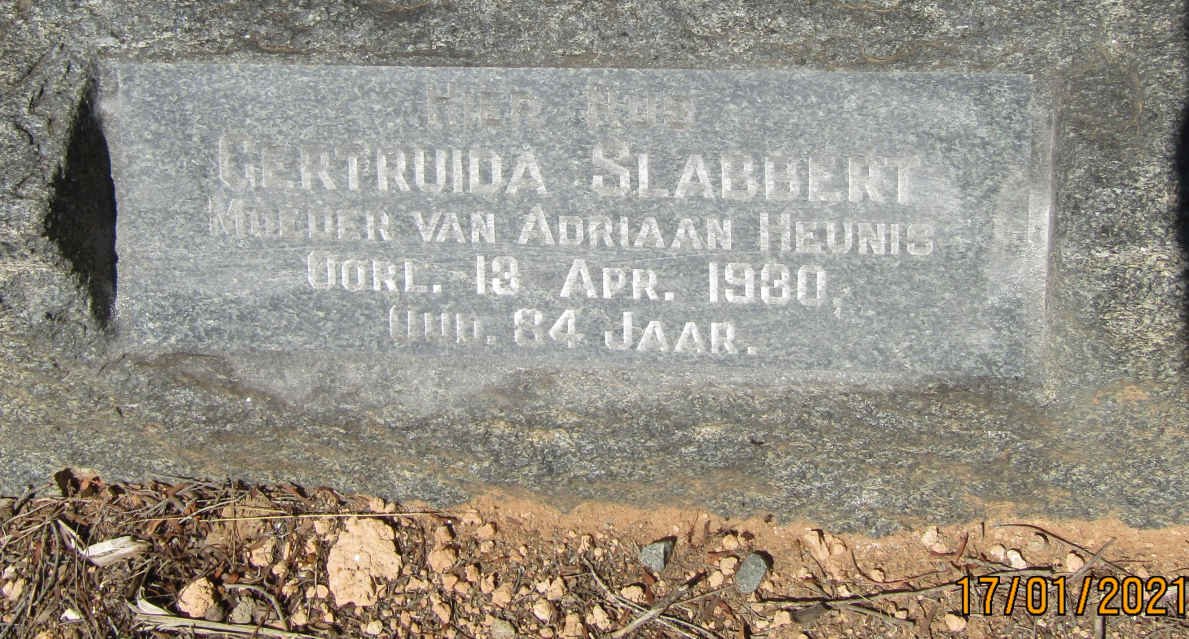 HIER RUS
GERTRUIDA SLABBERT
MOEDER VAN ADRIAAN HEUNIS
OORL. 13 APR. 1930,
OUD. 84 JAAR.
17/01/2021